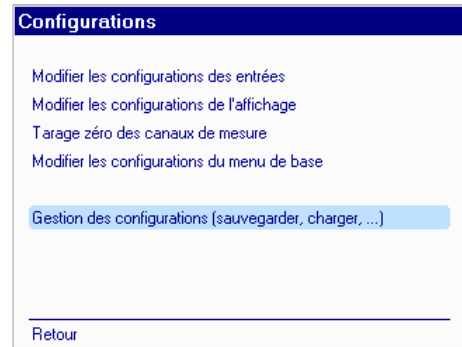 Configurations
Modifier les configurations des entrées
Modifier les configurations de l'affichage
Tarage zéro des canaux de mesure
Modifier les configurations du menu de base
Gestion des configurations (sauvegarder, charger, ...)
Retour